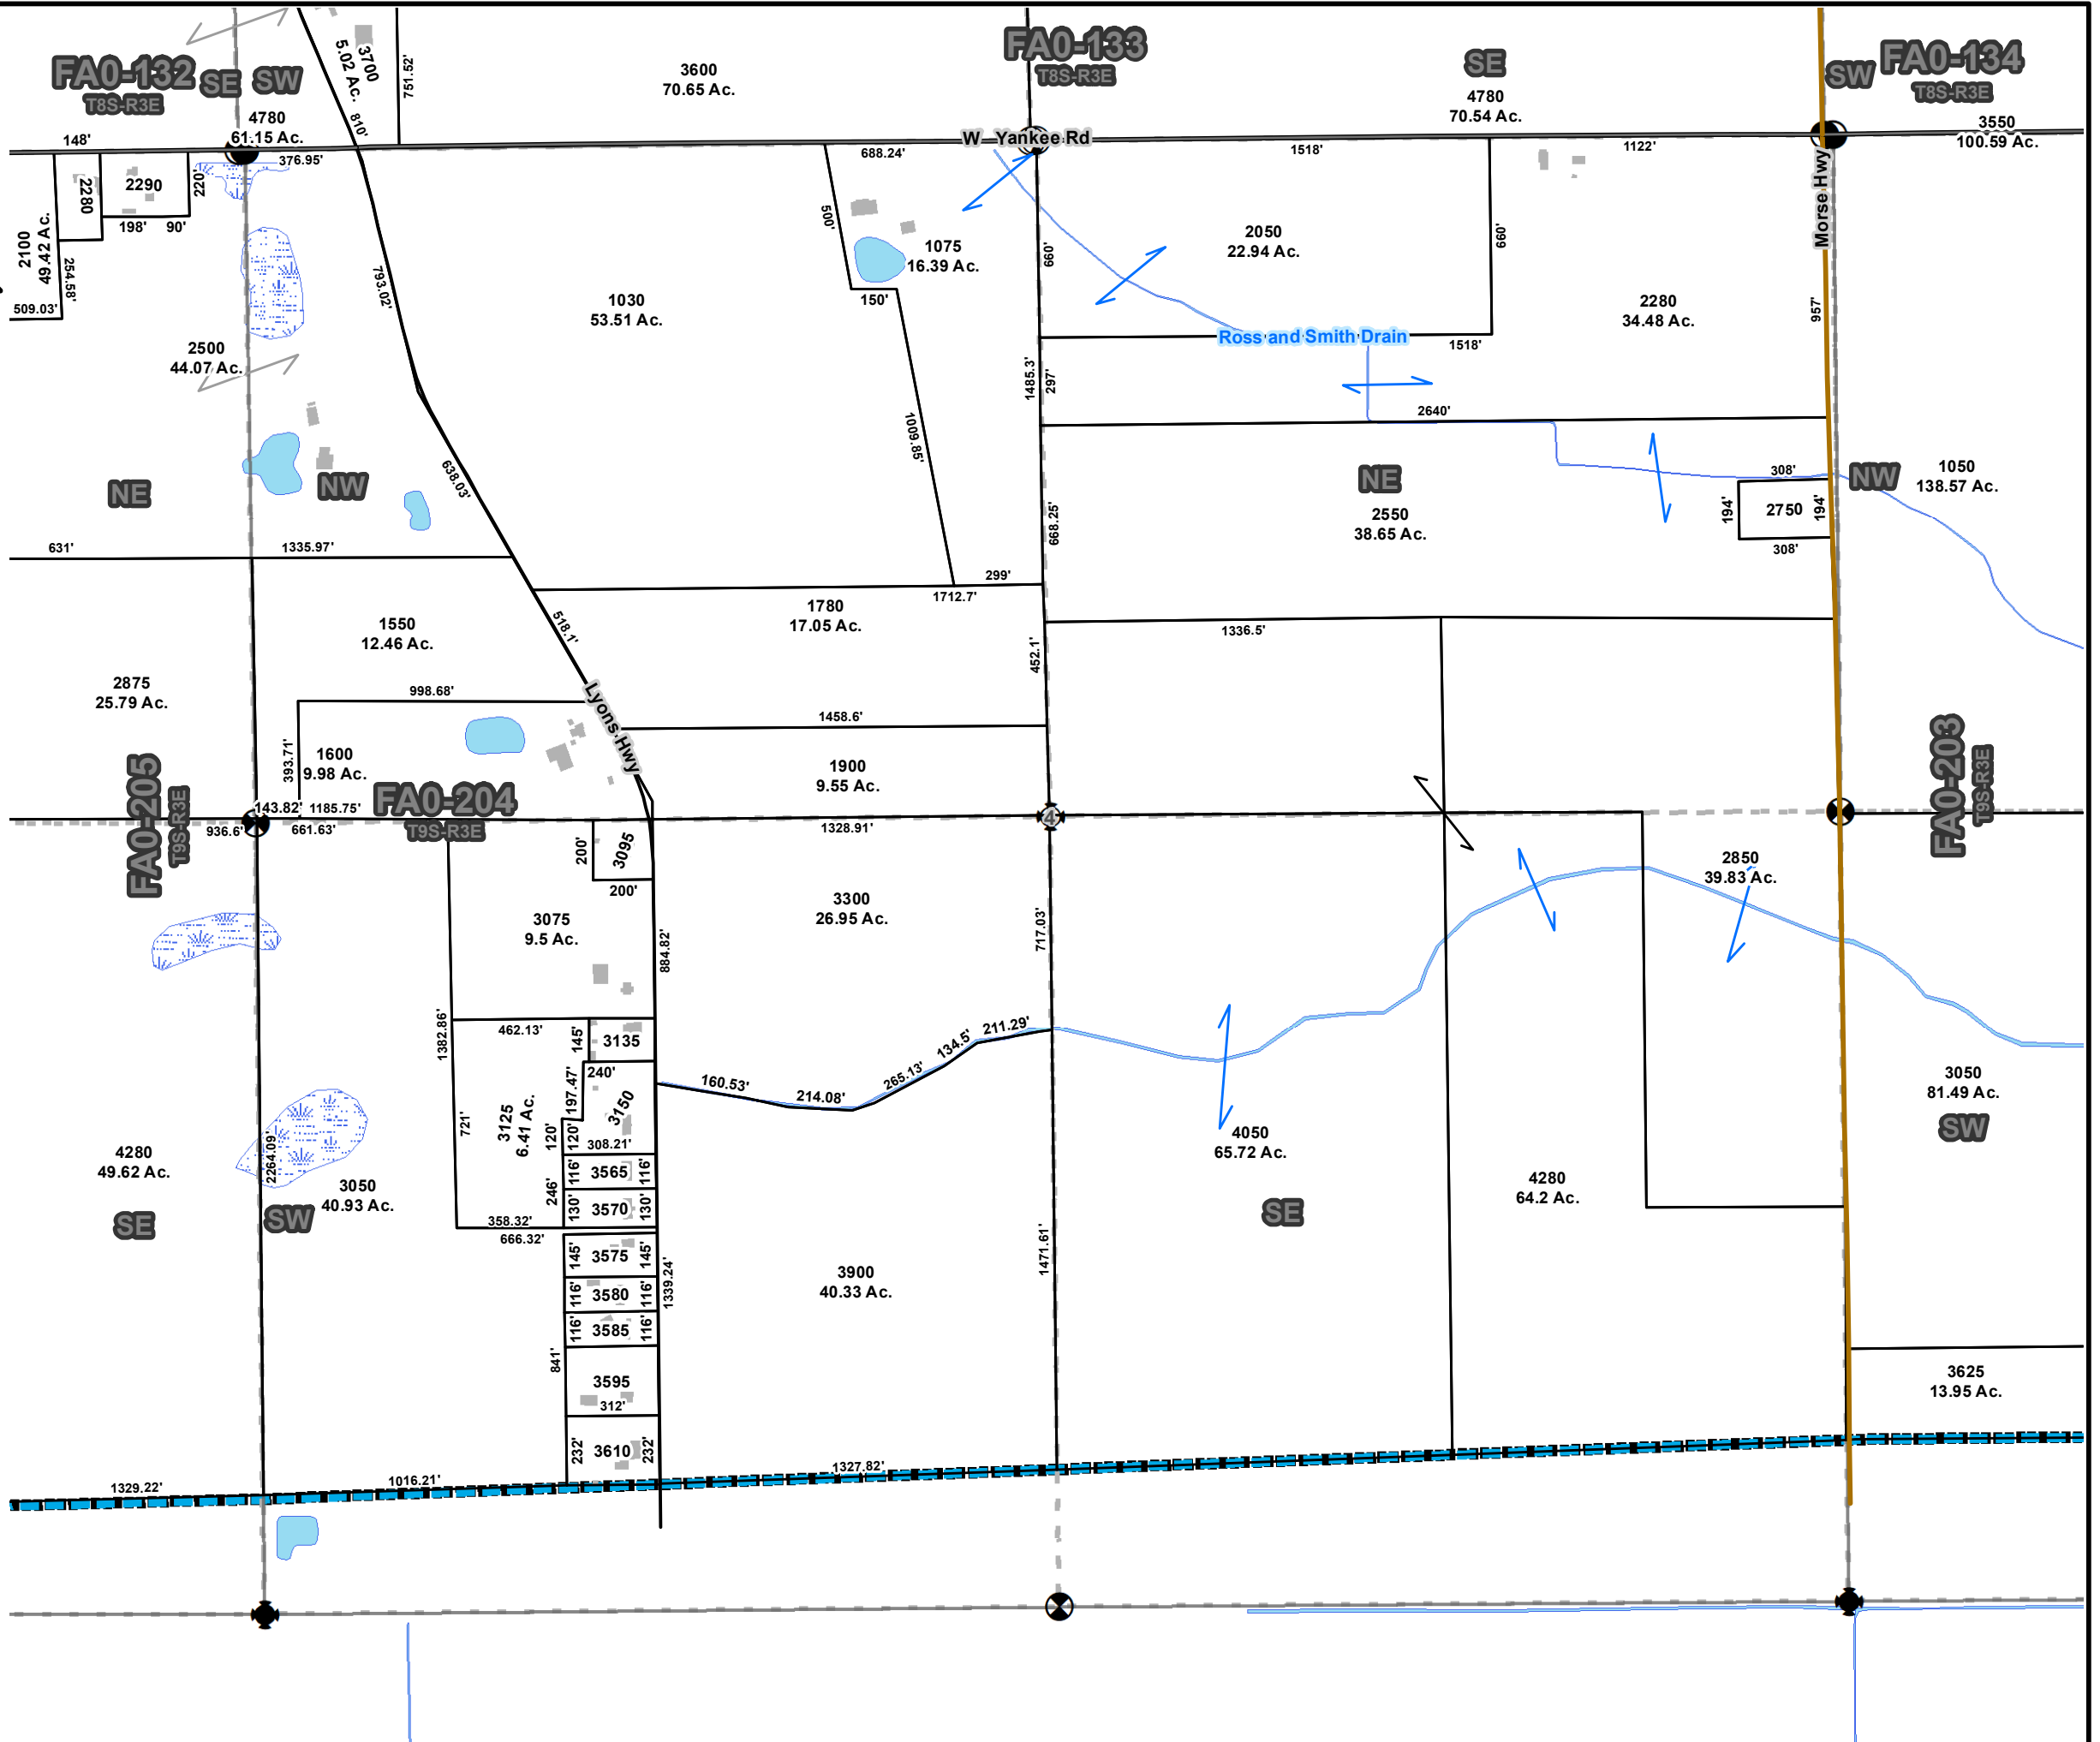 FA0-132
T8S-R3E
SE
SW
4780
61.15 Ac.
3700
5.02 Ac.
810'
751.52'
3600
70.65 Ac.
FA0-133
T8S-R3E
SE
4780
70.54 Ac.
SW
FA0-134
T8S-R3E
3550
100.59 Ac.
148'
376.95'
W Yankee Rd
688.24'
1518'
1122'
Morse Hwy
2280
2290
220'
198'
90'
2100
49.42 Ac.
254.58'
509.03'
793.02'
500'
1075
16.39 Ac.
150'
660'
2050
22.94 Ac.
660'
1030
53.51 Ac.
2280
34.48 Ac.
957'
2500
44.07 Ac.
Ross and Smith Drain
1518'
1485.3'
297'
2640'
1009.85'
638.03'
NE
NW
NE
2550
38.65 Ac.
308'
194'
2750
194'
308'
NW
1050
138.57 Ac.
668.25'
631'
1335.97'
299'
1712.7'
518.1'
1780
17.05 Ac.
1550
12.46 Ac.
452.1'
1336.5'
2875
25.79 Ac.
998.68'
Lyons Hwy
1458.6'
393.71'
1600
9.98 Ac.
1900
9.55 Ac.
FA0-205
T9S-R3E
FA0-204
T9S-R3E
FA0-203
T9S-R3E
143.82'
1185.75'
936.6'
661.63'
1328.91'
4
200'
3095
200'
2850
39.83 Ac.
3300
26.95 Ac.
3075
9.5 Ac.
884.82'
717.03'
1382.86'
462.13'
145'
3135
240'
197.47'
3150
160.53'
214.08'
265.13'
134.5'
211.29'
3050
81.49 Ac.
SW
721'
3125
6.41 Ac.
120'
120'
308.21'
4050
65.72 Ac.
4280
49.62 Ac.
2264.09'
3050
40.93 Ac.
246'
116'
3565
116'
130'
3570
130'
4280
64.2 Ac.
SE
SW
SE
358.32'
666.32'
145'
3575
145'
1471.61'
3900
40.33 Ac.
1339.24'
116'
3580
116'
116'
3585
116'
841'
3595
312'
3625
13.95 Ac.
232'
3610
232'
1329.22'
1016.21'
1327.82'